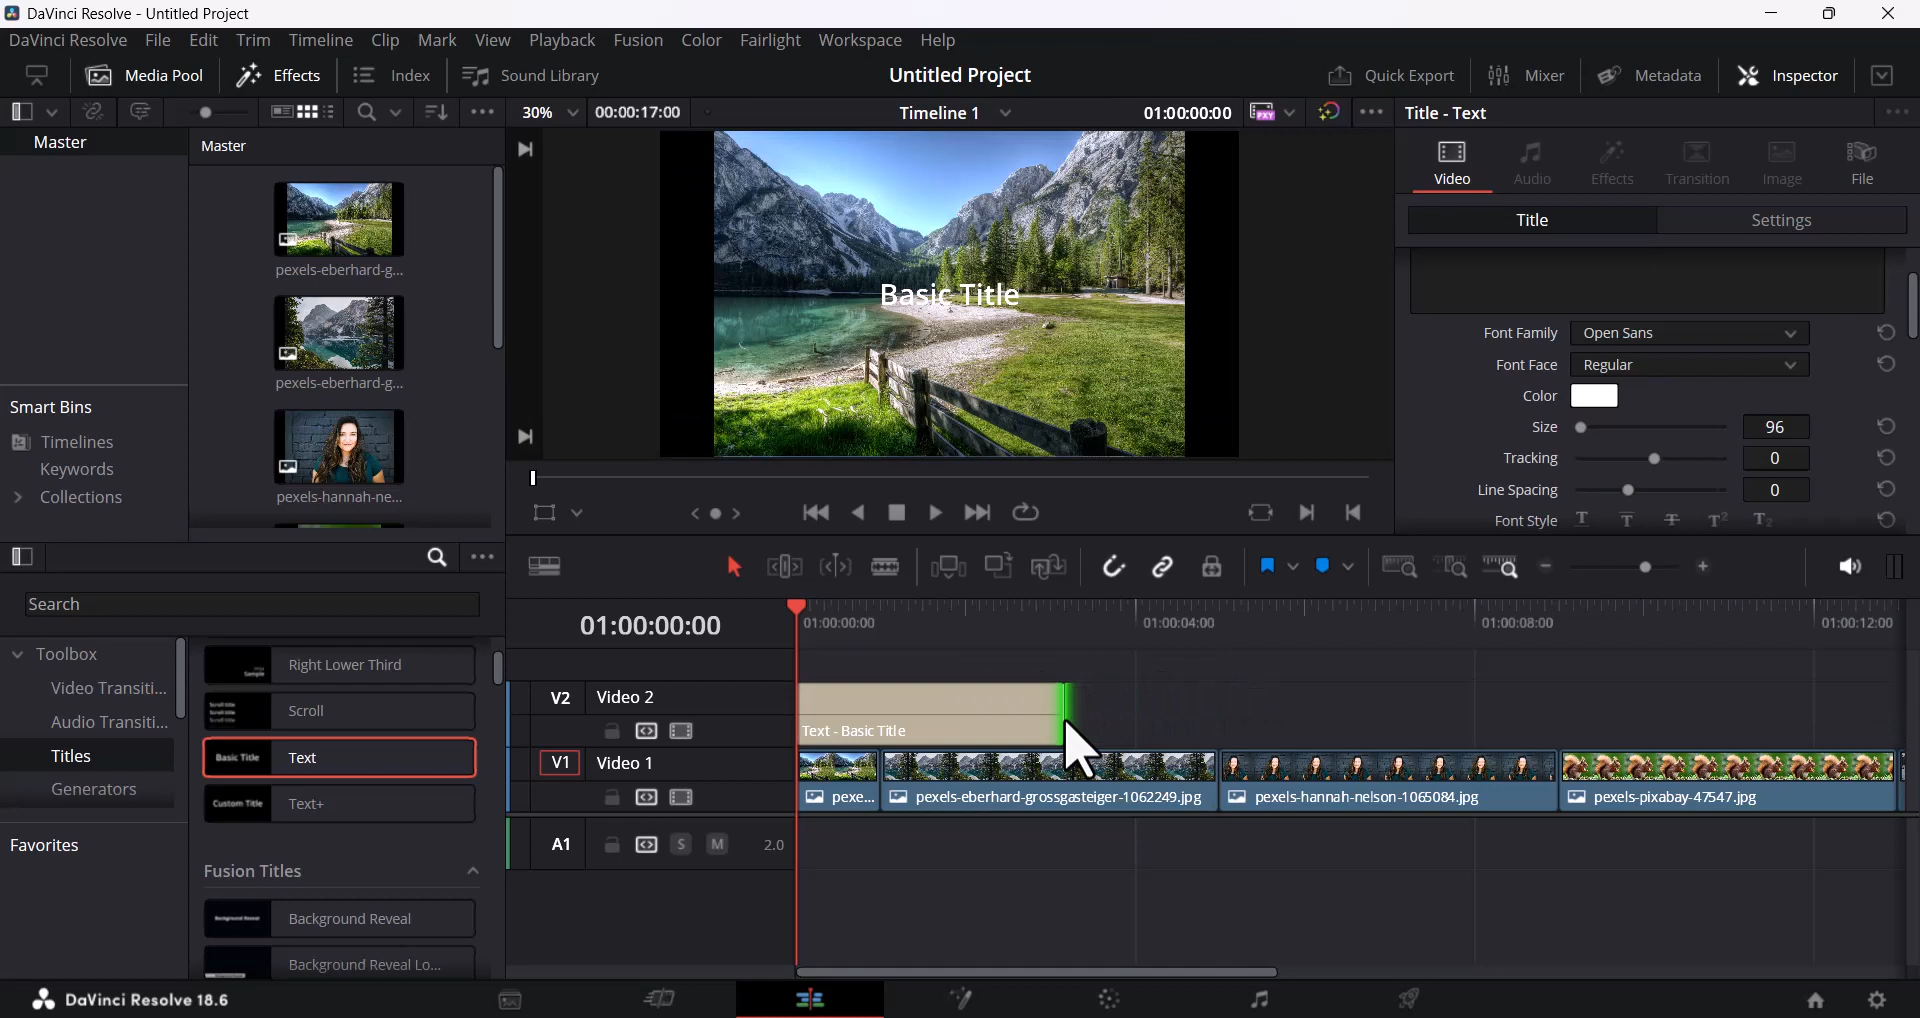 DaVinci Resolve - Untitled Project
DaVinci Resolve File Edit Trim Timeline Clip Mark View Playback Fusion Color Fairlight Workspace Help
Media Pool Effects Index Sound Library Untitled Project Quick Export Mixer Metadata Inspector
30% 00:00:17:00 Timeline 1 01:00:00:00 PXY Title - Text
Master
Master
Video Audio Effects Transition Image File
Title Settings
pexels-eberhard-g...
Basic Title
Font Family Open Sans
Font Face Regular
pexels-eberhard-g...
Color
Smart Bins
Size 96
Timelines
Tracking 0
Keywords
Line Spacing 0
Collections
pexels-hannah-ne...
Font Style T T T T² T₂
Search
01:00:00:00
01:00:00:00 01:00:04:00 01:00:08:00 01:00:12:00
Toolbox
Right Lower Third
Video Transiti...
V2 Video 2
Scroll
Audio Transiti...
Text - Basic Title
Titles
Basic Title Text
V1 Video 1
Generators
Custom Title Text+
pexe... pexels-eberhard-grossgasteiger-1062249.jpg pexels-hannah-nelson-1065084.jpg pexels-pixabay-47547.jpg
Favorites
A1 S M 2.0
Fusion Titles
Background Reveal
Background Reveal Lo...
DaVinci Resolve 18.6